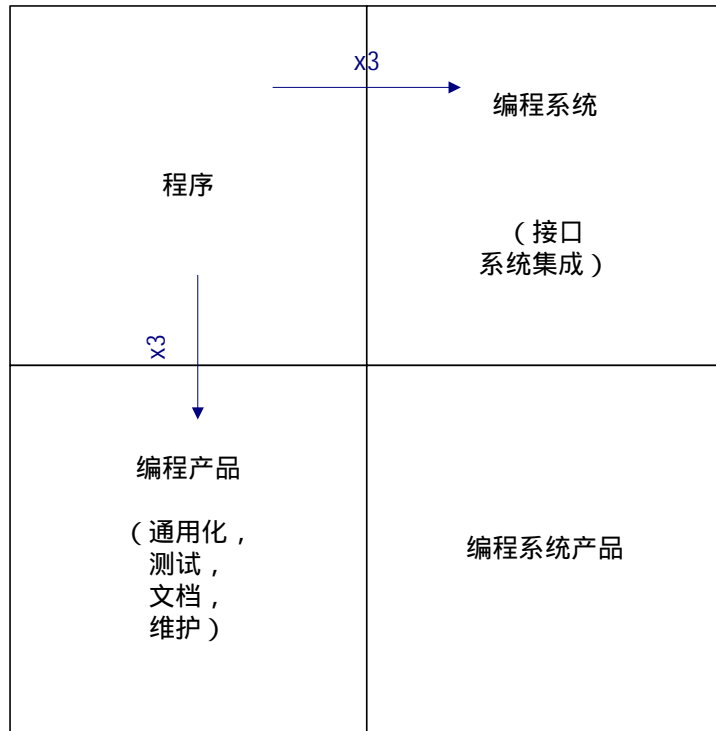 x3
编程系统
程序
（接口
系统集成）
x3
编程产品
（通用化，
测试，
文档，
维护）
编程系统产品